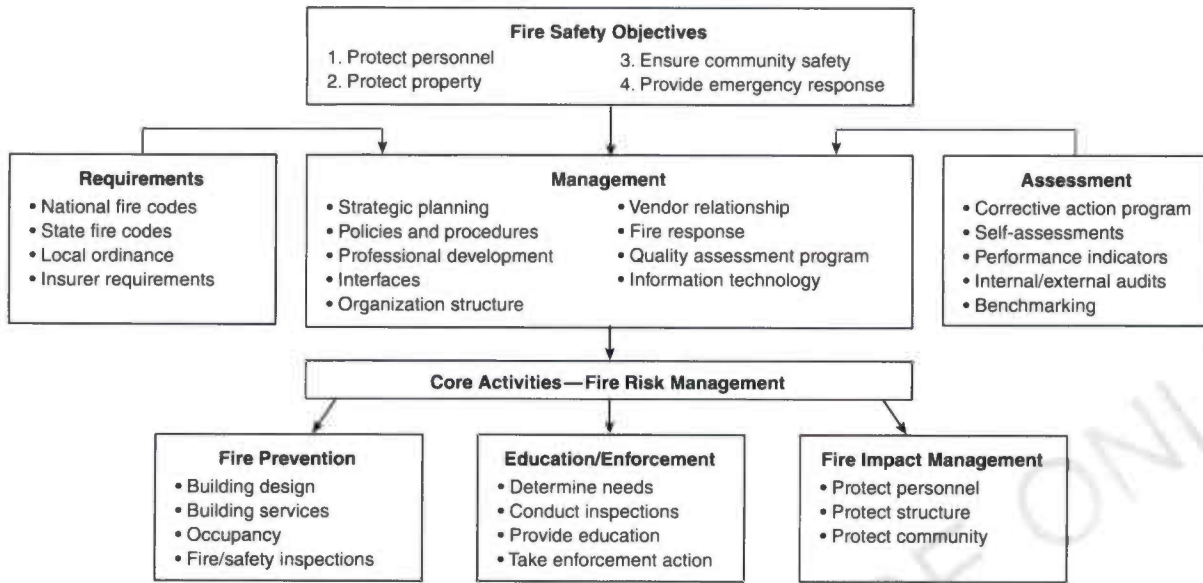 Fire Safety Objectives
1. Protect personnel
2. Protect property
3. Ensure community safety
4. Provide emergency response
Requirements
• National fire codes
• State fire codes
• Local ordinance
• Insurer requirements
Management
• Strategic planning
• Policies and procedures
• Professional development
• Interfaces
• Organization structure
• Vendor relationship
• Fire response
• Quality assessment program
• Information technology
Assessment
• Corrective action program
• Self-assessments
• Performance indicators
• Internal/external audits
• Benchmarking
Core Activities—Fire Risk Management
Fire Prevention
• Building design
• Building services
• Occupancy
• Fire/safety inspections
Education/Enforcement
• Determine needs
• Conduct inspections
• Provide education
• Take enforcement action
Fire Impact Management
• Protect personnel
• Protect structure
• Protect community